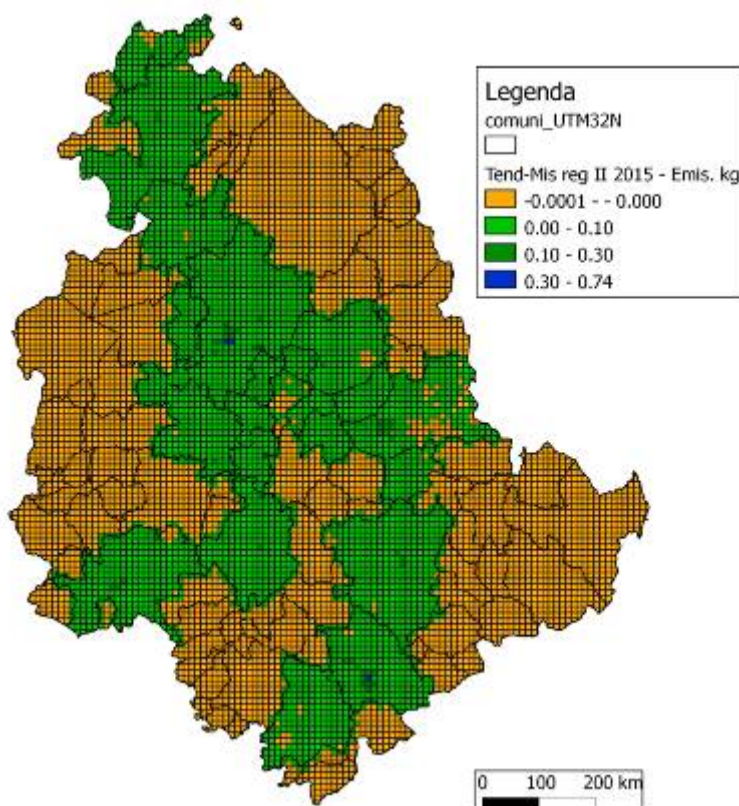 Legenda
comuni_UTM32N
Tend-Mis reg II 2015 - Emis. kg
-0.0001 - - 0.000
0.00 - 0.10
0.10 - 0.30
0.30 - 0.74
0 100 200 km